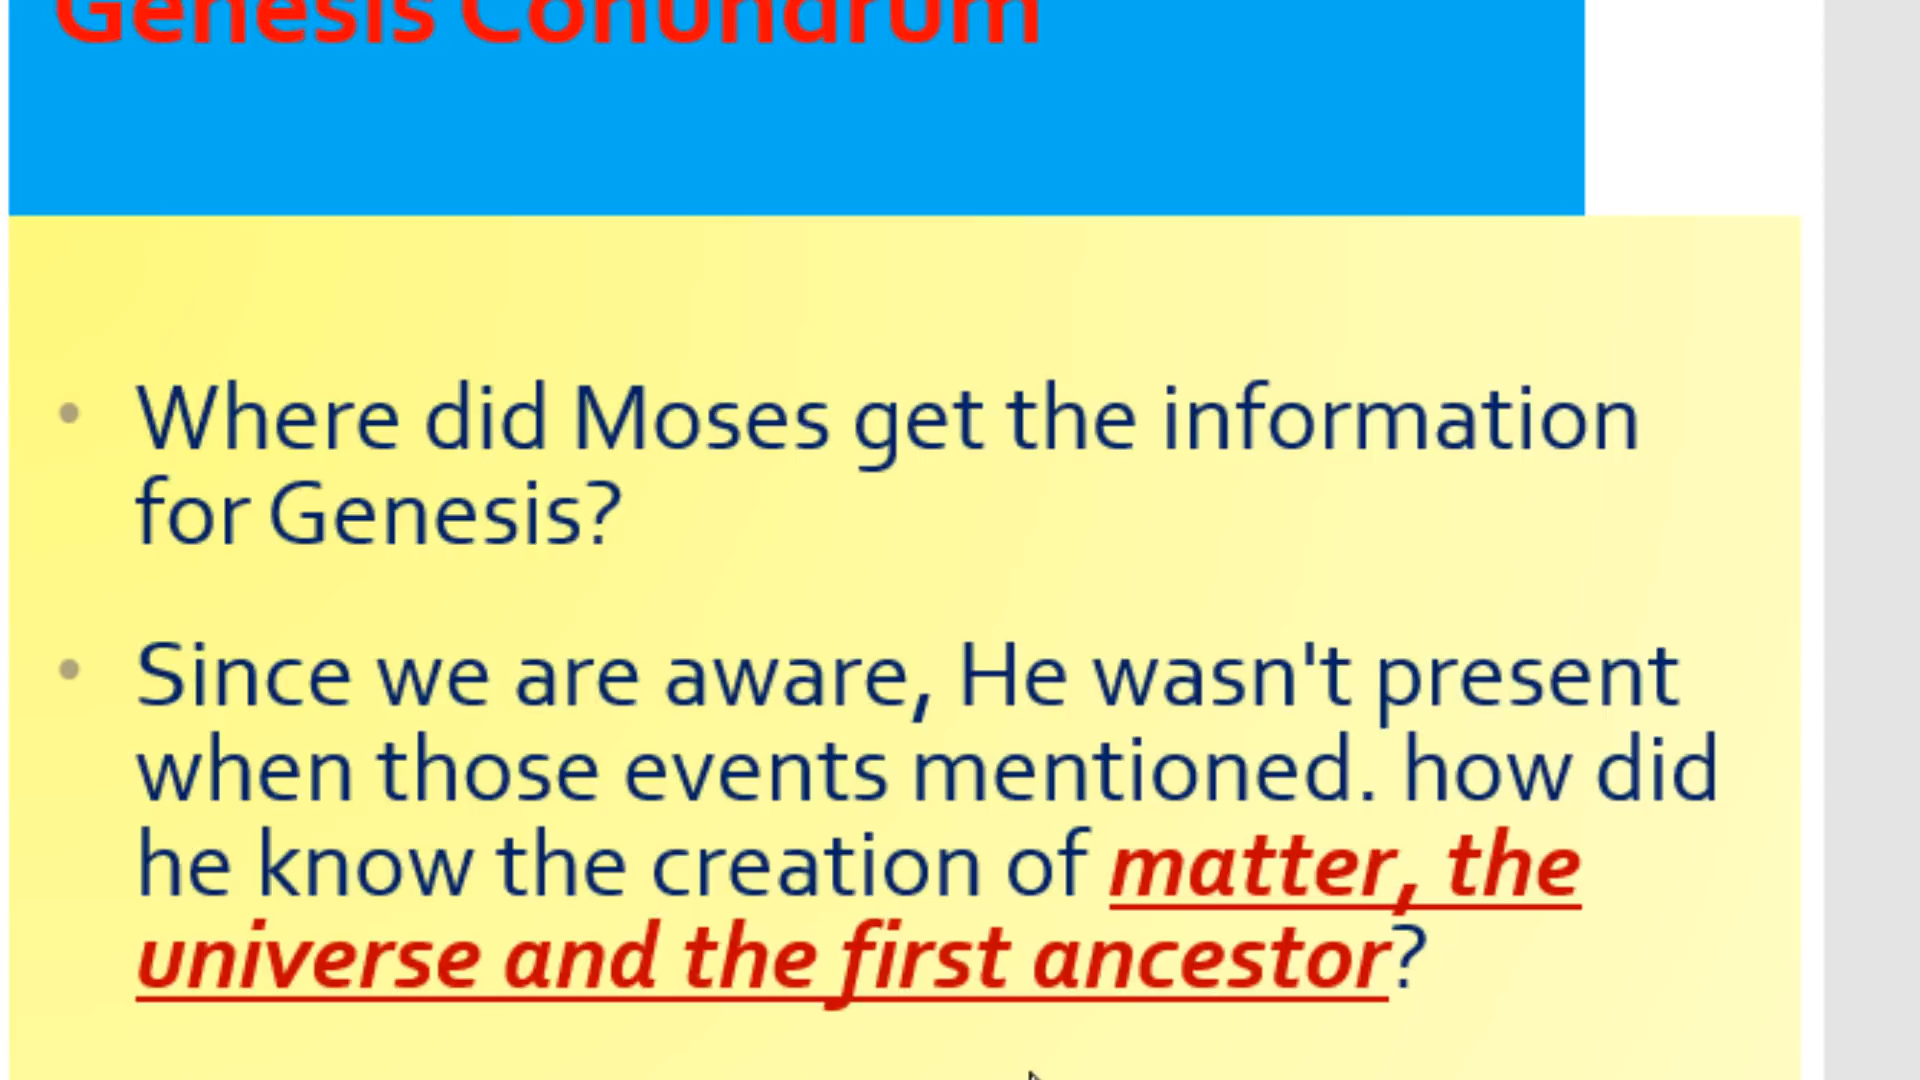 Genesis Conundrum
• Where did Moses get the information
for Genesis?
• Since we are aware, He wasn't present
when those events mentioned. how did
he know the creation of matter, the
universe and the first ancestor?